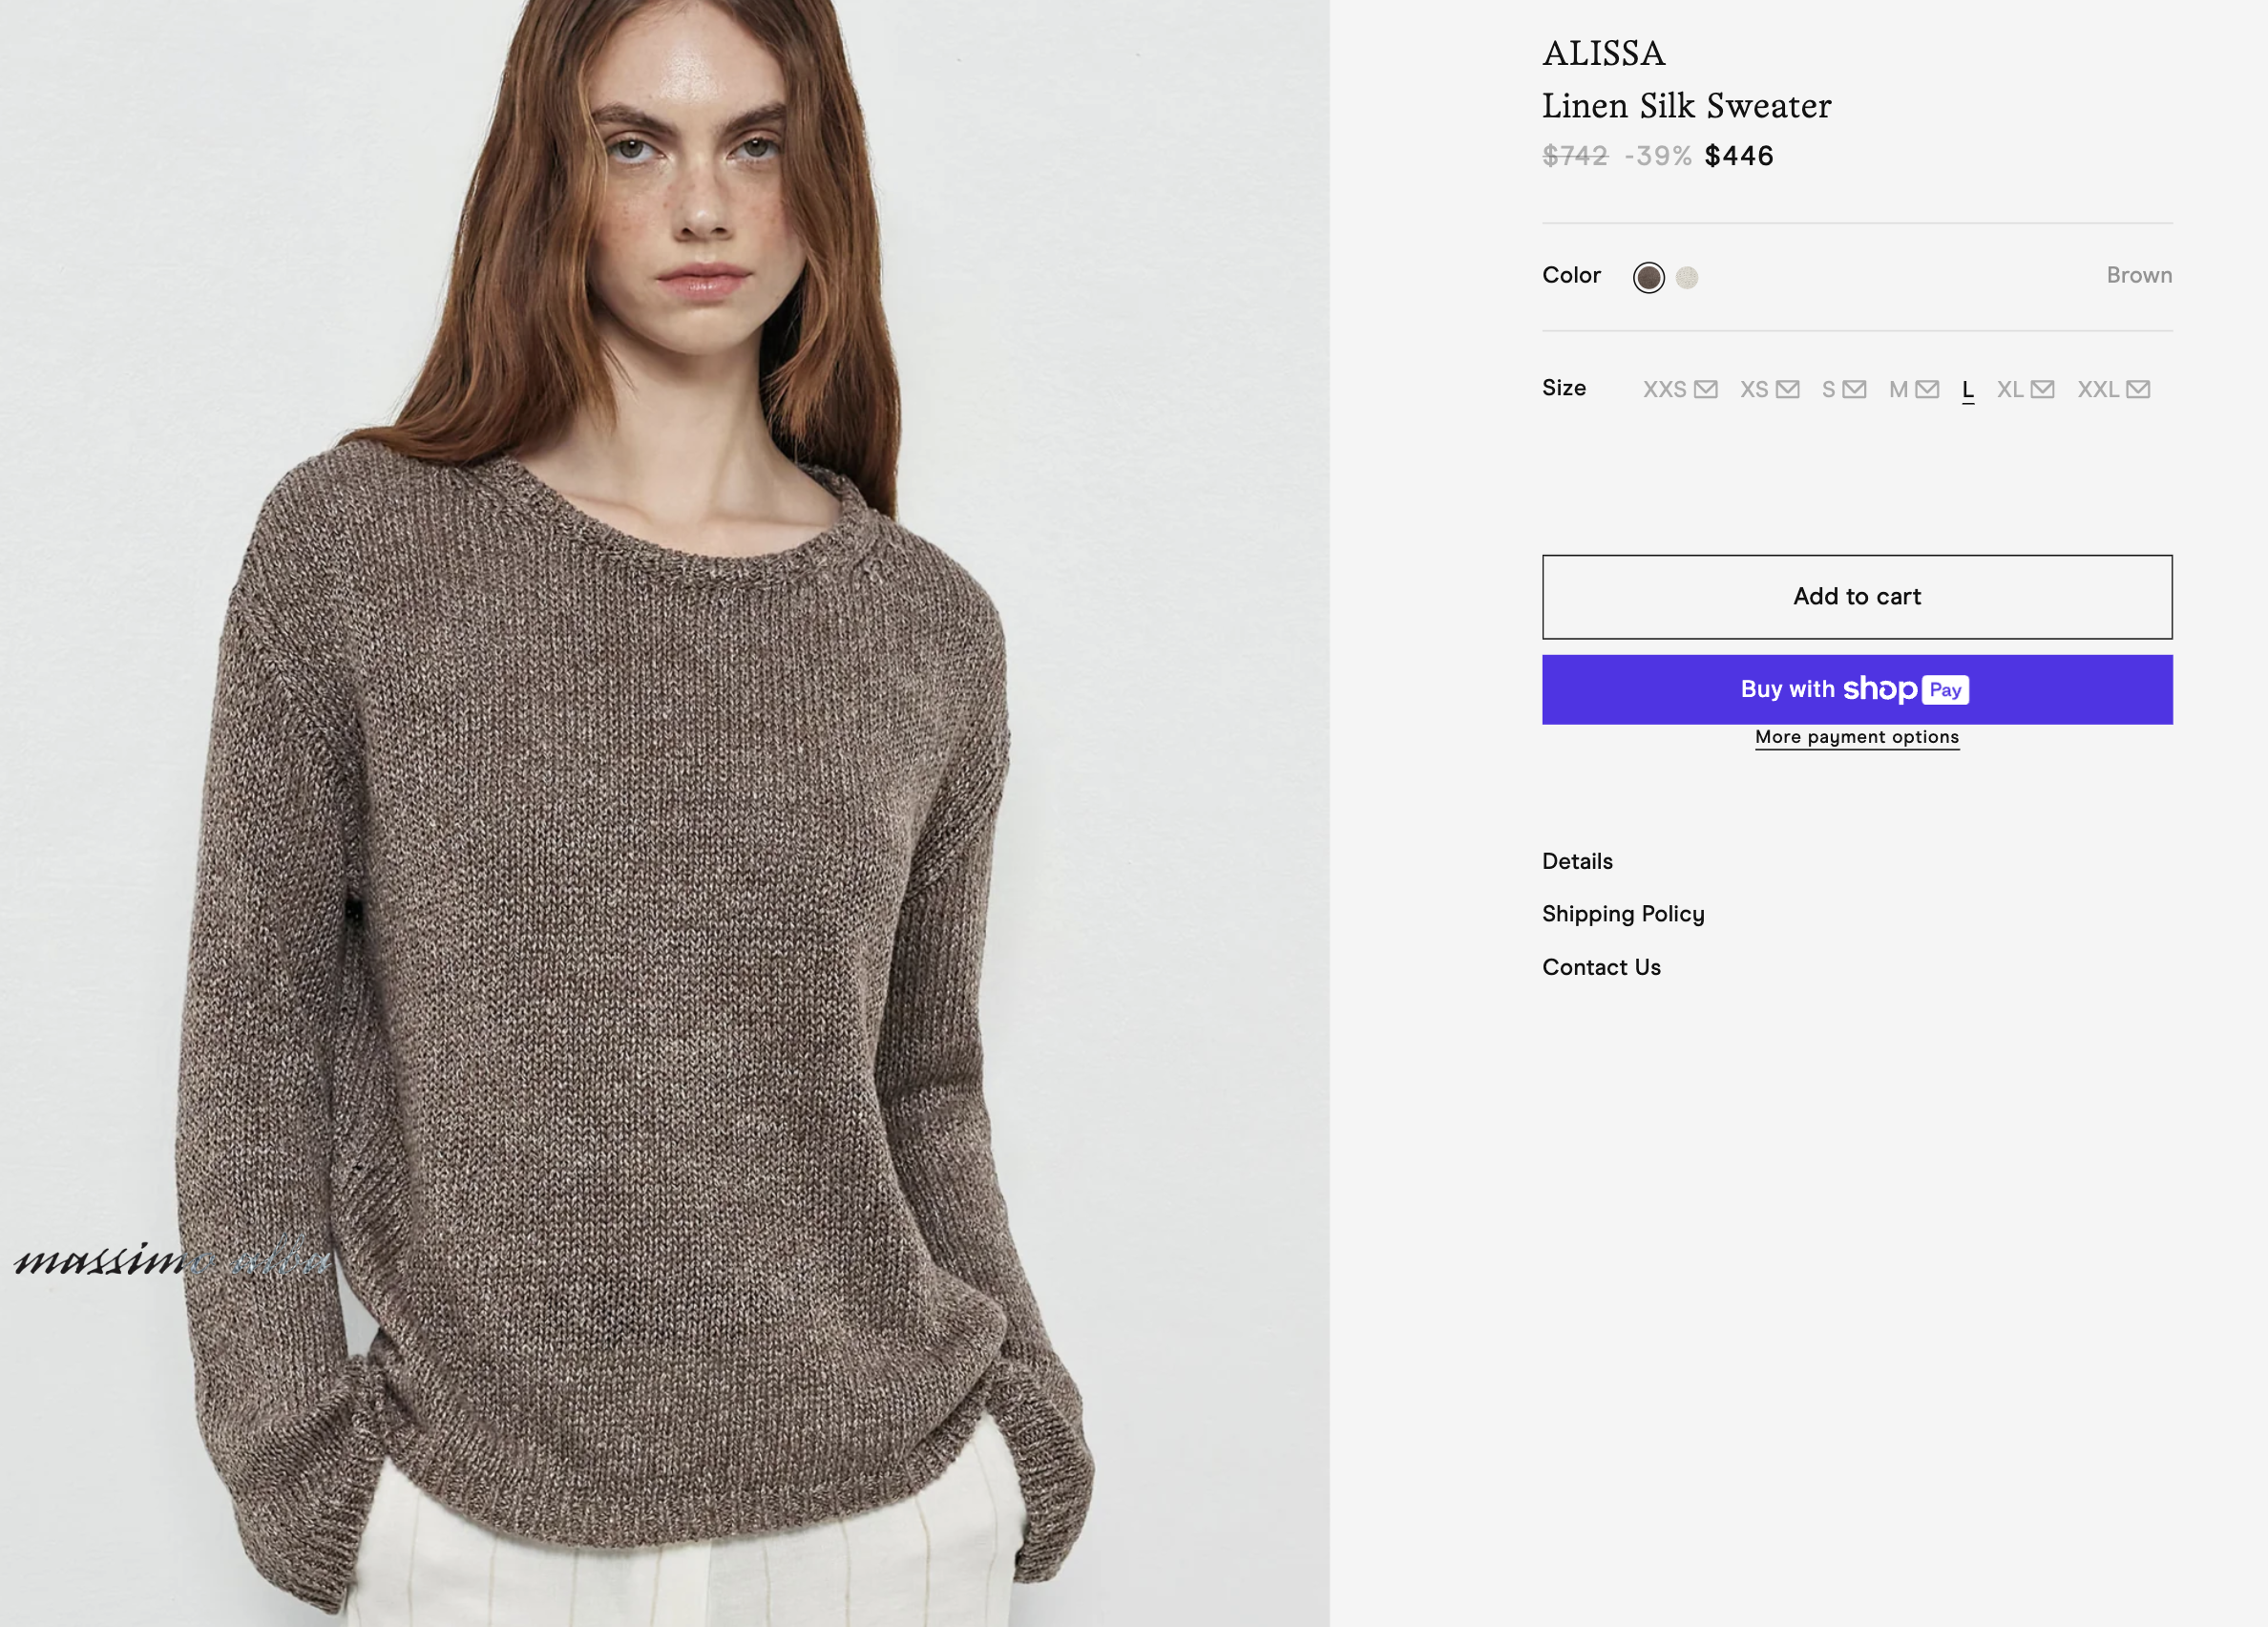 ALISSA
Linen Silk Sweater
$742 -39% $446
Color Brown
Size XXS XS S M L XL XXL
Add to cart
Buy with shop Pay
More payment options
Details
Shipping Policy
Contact Us
massimo alba